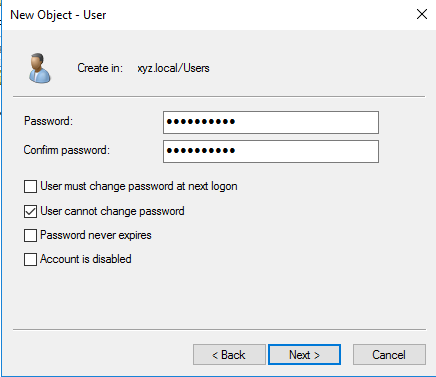 New Object - User
Create in: xyz.local/Users
Password: ●●●●●●●●●●
Confirm password: ●●●●●●●●●●
User must change password at next logon
User cannot change password
Password never expires
Account is disabled
< Back Next > Cancel